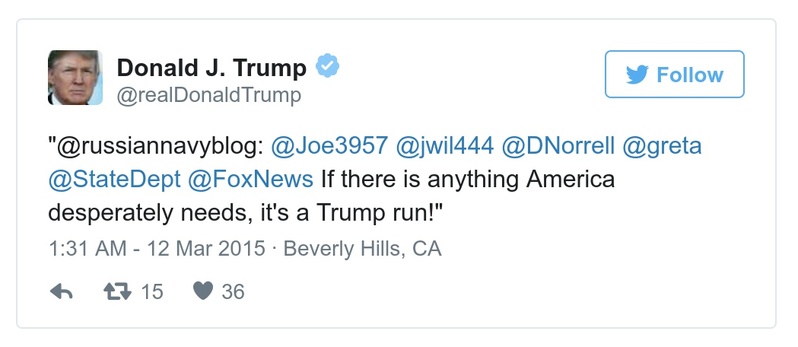 Donald J. Trump
@realDonaldTrump
Follow
"@russiannavyblog: @Joe3957 @jwil444 @DNorrell @greta
@StateDept @FoxNews If there is anything America
desperately needs, it's a Trump run!"
1:31 AM - 12 Mar 2015 · Beverly Hills, CA
15 36